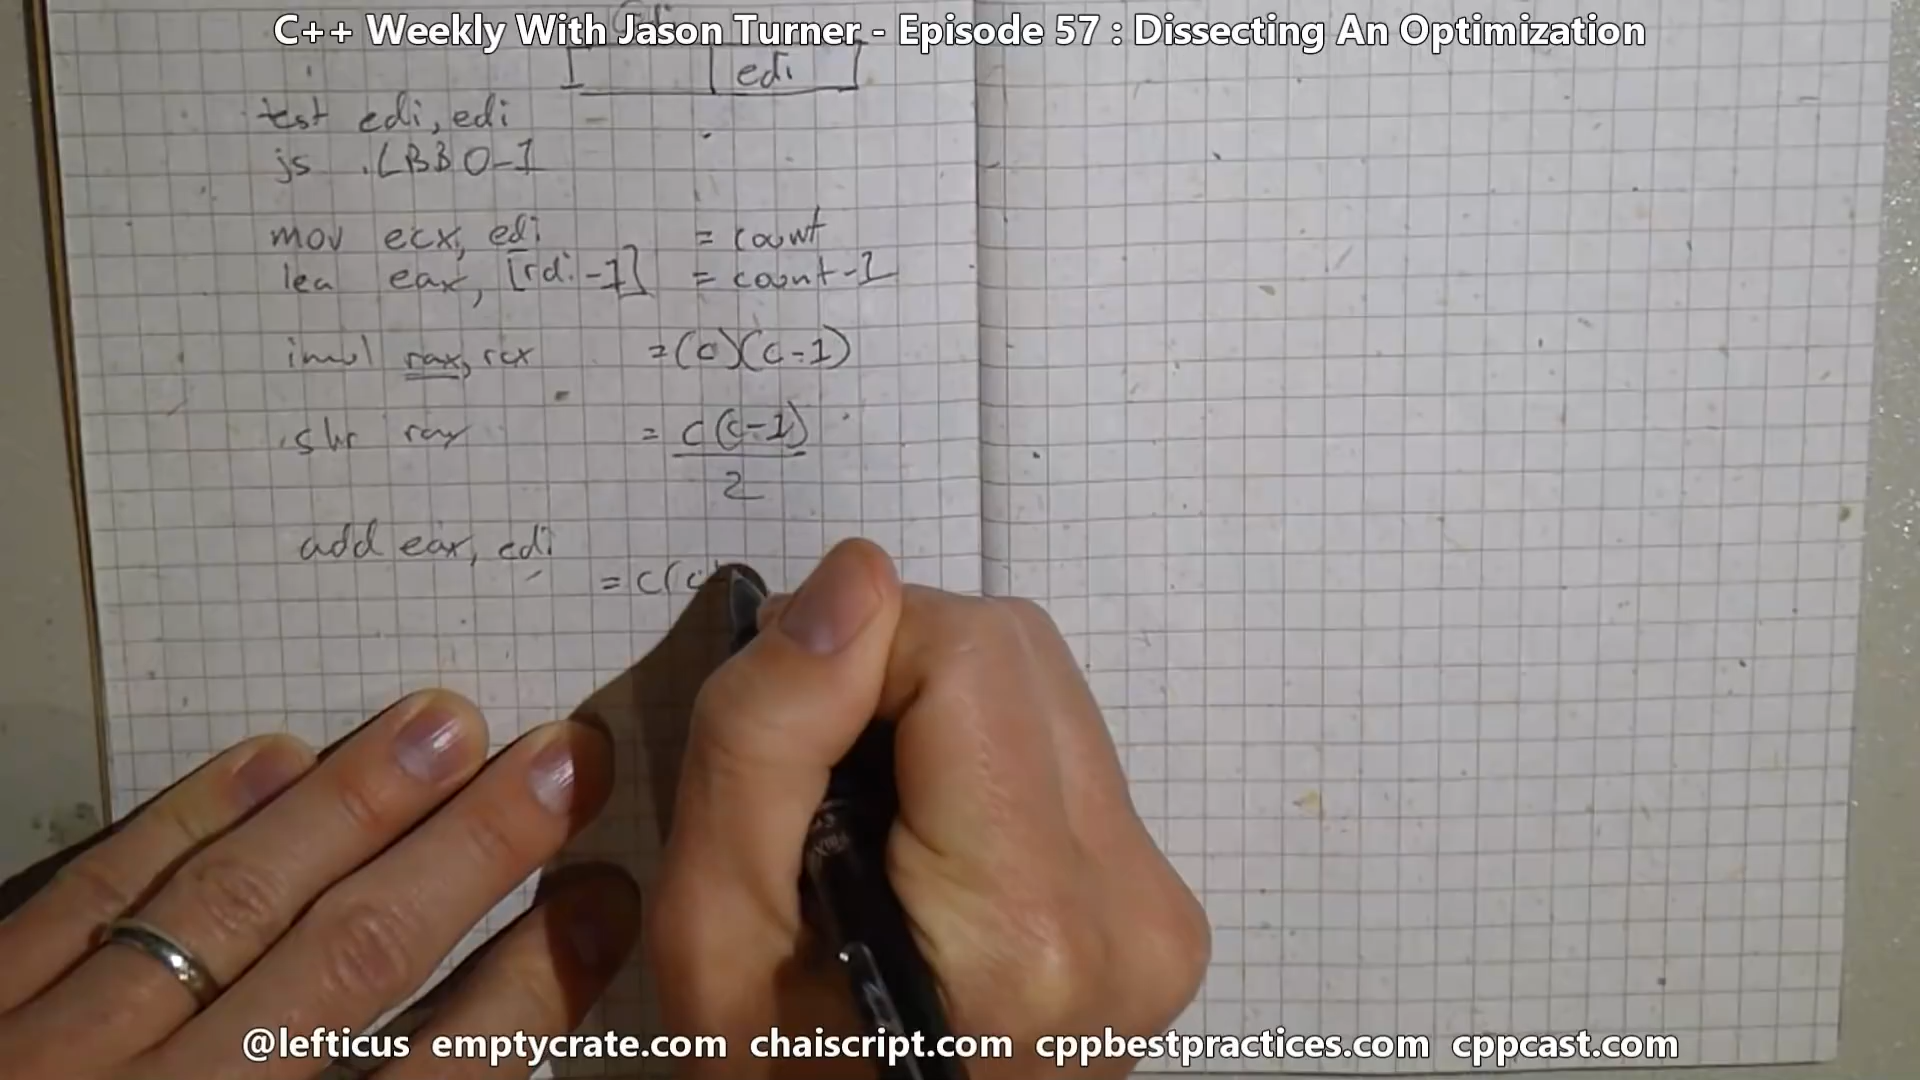 C++ Weekly With Jason Turner - Episode 57 : Dissecting An Optimization
edi
test edi, edi
js .LBB0_1
mov ecx, edi = count
lea eax, [rdi-1] = count-1
imul rax, rcx = (c)(c-1)
shr rax = c(c-1)
2
add eax, edi
= c(c
@lefticus emptycrate.com chaiscript.com cppbestpractices.com cppcast.com